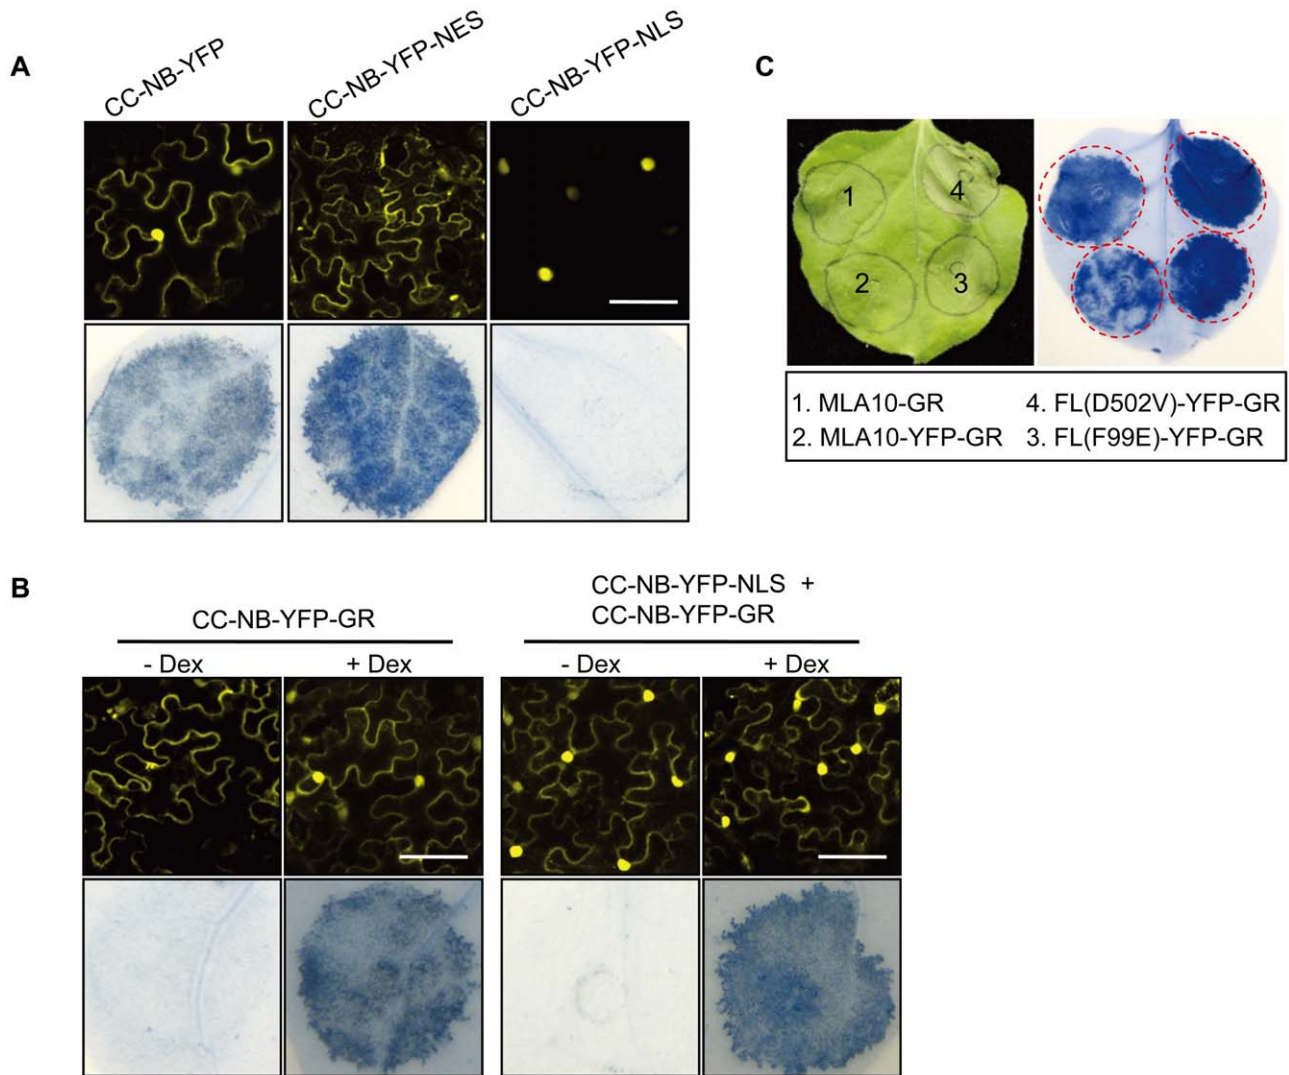 A
CC-NB-YFP
CC-NB-YFP-NES
CC-NB-YFP-NLS
C
1
4
2
3
1. MLA10-GR
4. FL(D502V)-YFP-GR
2. MLA10-YFP-GR
3. FL(F99E)-YFP-GR
B
CC-NB-YFP-GR
CC-NB-YFP-NLS +
CC-NB-YFP-GR
- Dex
+ Dex
- Dex
+ Dex